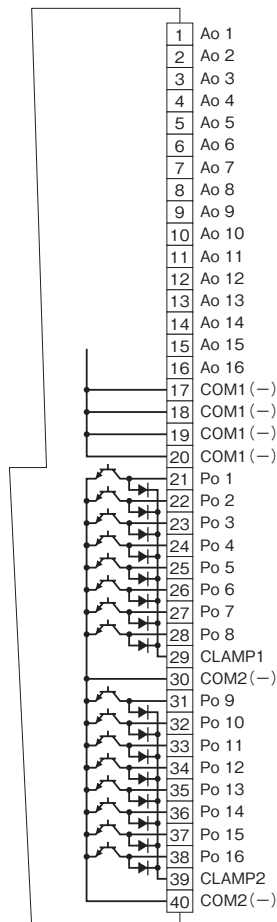 1 Ao 1
2 Ao 2
3 Ao 3
4 Ao 4
5 Ao 5
6 Ao 6
7 Ao 7
8 Ao 8
9 Ao 9
10 Ao 10
11 Ao 11
12 Ao 12
13 Ao 13
14 Ao 14
15 Ao 15
16 Ao 16
17 COM1(−)
18 COM1(−)
19 COM1(−)
20 COM1(−)
21 Po 1
22 Po 2
23 Po 3
24 Po 4
25 Po 5
26 Po 6
27 Po 7
28 Po 8
29 CLAMP1
30 COM2(−)
31 Po 9
32 Po 10
33 Po 11
34 Po 12
35 Po 13
36 Po 14
37 Po 15
38 Po 16
39 CLAMP2
40 COM2(−)